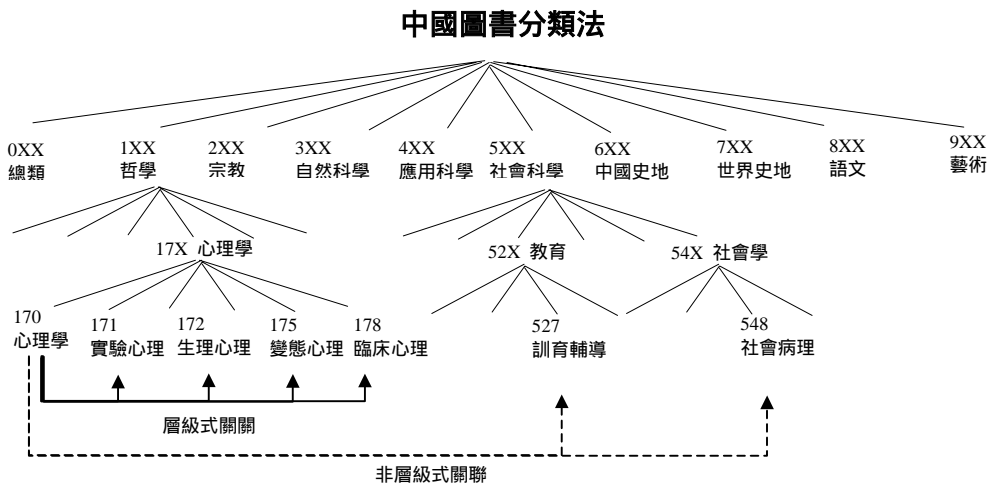 中國圖書分類法
0XX 1XX 2XX 3XX 4XX 5XX 6XX 7XX 8XX 9XX
總類 哲學 宗教 自然科學 應用科學 社會科學 中國史地 世界史地 語文 藝術
17X 心理學 52X 教育 54X 社會學
170 171 172 175 178 527 548
心理學 實驗心理 生理心理 變態心理 臨床心理 訓育輔導 社會病理
層級式關關
非層級式關聯